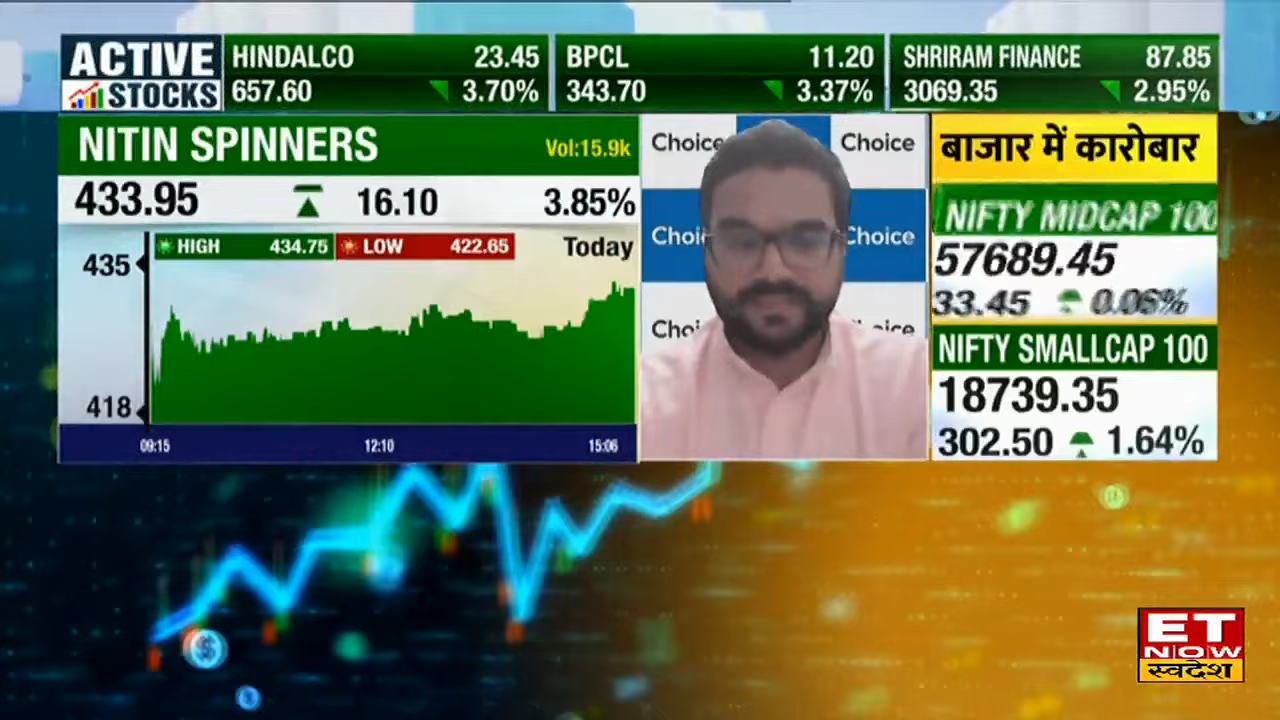 ACTIVE STOCKS
HINDALCO 23.45
657.60 3.70%
BPCL 11.20
343.70 3.37%
SHRIRAM FINANCE 87.85
3069.35 2.95%
NITIN SPINNERS Vol:15.9k
433.95 16.10 3.85%
HIGH 434.75 LOW 422.65 Today
435
418
09:15 12:10 15:06
Choice Choice
Choi Choice
Choi oice
बाजार में कारोबार
NIFTY MIDCAP 100
57689.45
33.45 0.06%
NIFTY SMALLCAP 100
18739.35
302.50 1.64%
ET
NOW
स्वदेश